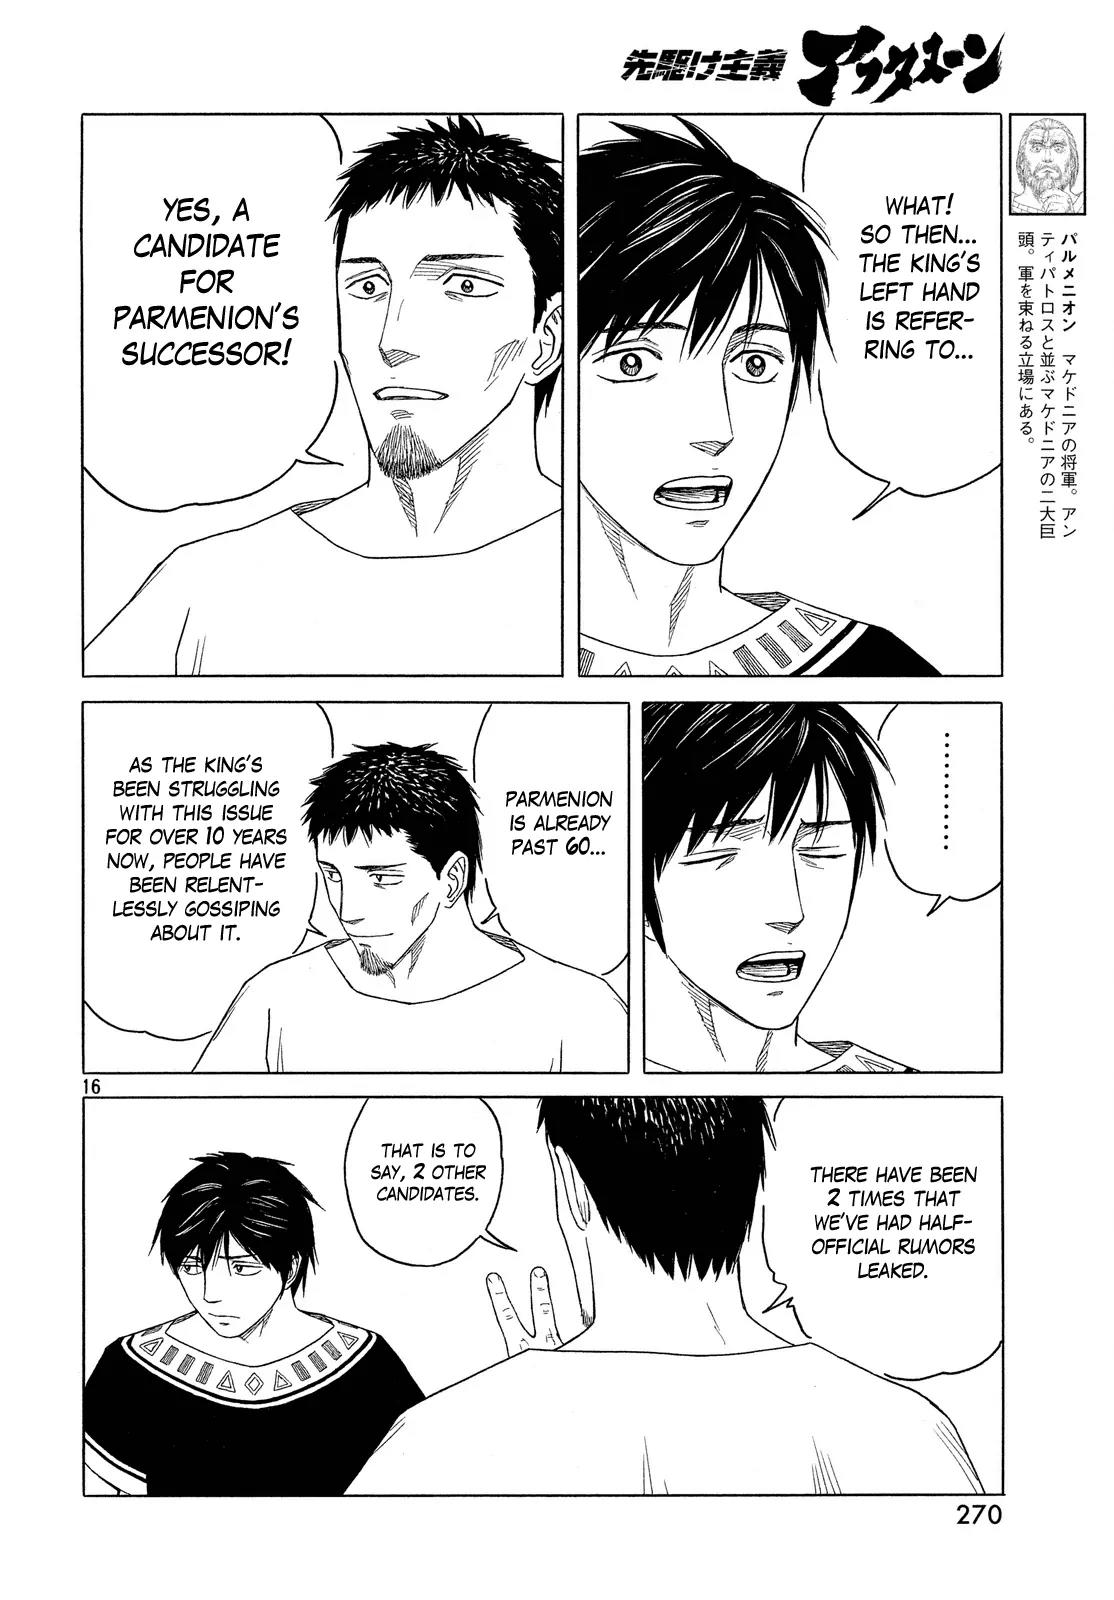 先駆け主義 アフタヌーン
WHAT!
SO THEN...
THE KING'S
LEFT HAND
IS REFER-
RING TO...
YES, A
CANDIDATE
FOR
PARMENION'S
SUCCESSOR!
パルメニオン マケドニアの将軍。アン
ティパトロスと並ぶマケドニアの二大巨
頭。軍を束ねる立場にある。
.........
PARMENION
IS ALREADY
PAST 60...
AS THE KING'S
BEEN STRUGGLING
WITH THIS ISSUE
FOR OVER 10 YEARS
NOW, PEOPLE HAVE
BEEN RELENT-
LESSLY GOSSIPING
ABOUT IT.
16
THERE HAVE BEEN
2 TIMES THAT
WE'VE HAD HALF-
OFFICIAL RUMORS
LEAKED.
THAT IS TO
SAY, 2 OTHER
CANDIDATES.
270